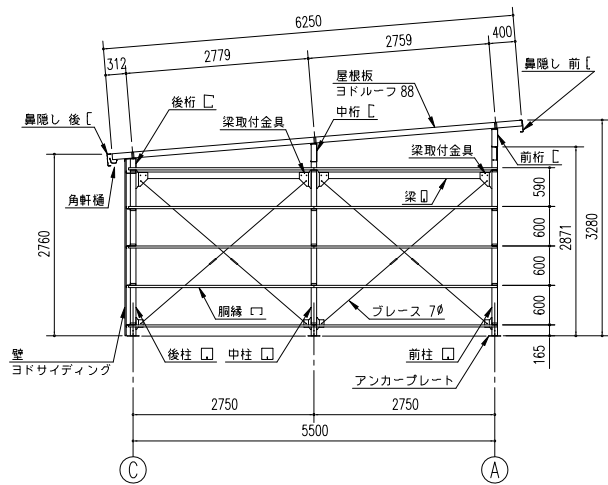 6250
312
2779
2759
400
鼻隠し 後
後桁
梁取付金具
中桁
屋根板
ヨドルーフ 88
鼻隠し 前
前桁
梁取付金具
角軒樋
梁
2760
590
600
600
600
165
2871
3280
胴縁
ブレース 7φ
後柱
中柱
前柱
壁
ヨドサイディング
アンカープレート
2750
2750
5500
C
A